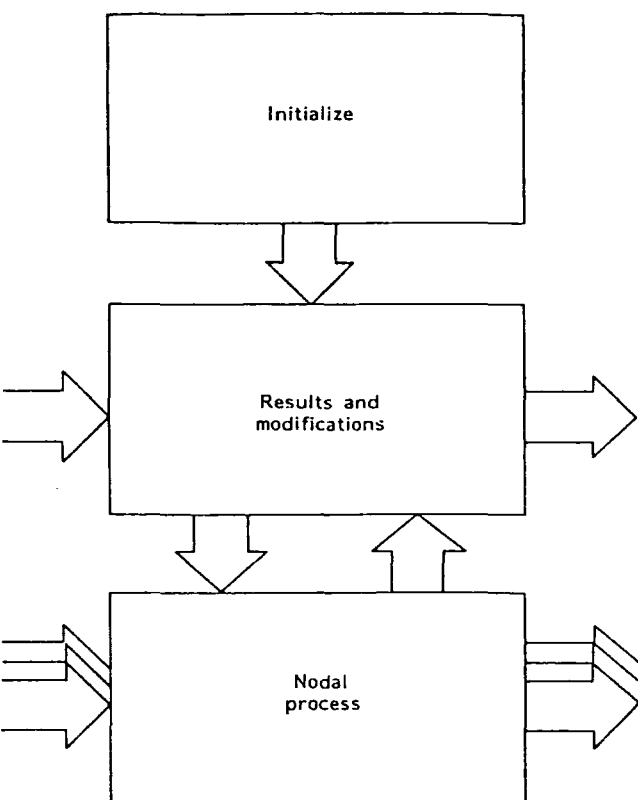 Initialize
Results and
modifications
Nodal
process